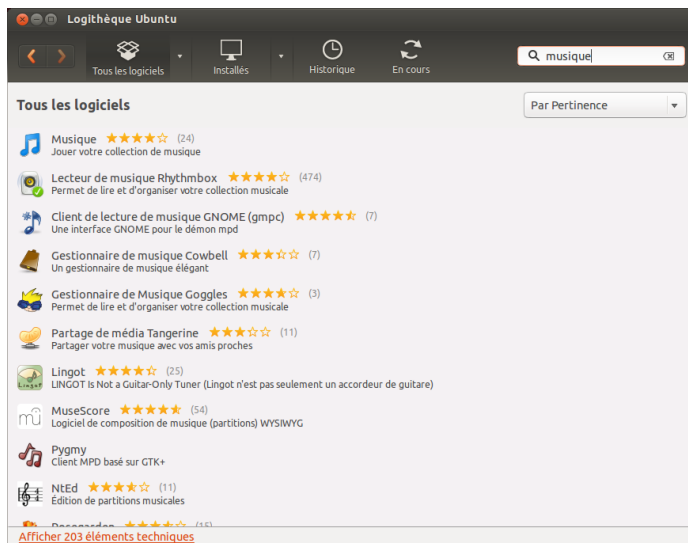 Logithèque Ubuntu
Tous les logiciels
Installés
Historique
En cours
musique
Tous les logiciels
Par Pertinence
Musique (24)
Jouer votre collection de musique
Lecteur de musique Rhythmbox (474)
Permet de lire et d'organiser votre collection musicale
Client de lecture de musique GNOME (gmpc) (7)
Une interface GNOME pour le démon mpd
Gestionnaire de musique Cowbell (7)
Un gestionnaire de musique élégant
Gestionnaire de Musique Goggles (3)
Permet de lire et d'organiser votre collection musicale
Partage de média Tangerine (11)
Partager votre musique avec vos amis proches
Lingot (25)
LINGOT Is Not a Guitar-Only Tuner (Lingot n'est pas seulement un accordeur de guitare)
MuseScore (54)
Logiciel de composition de musique (partitions) WYSIWYG
Pygmy
Client MPD basé sur GTK+
NtEd (11)
Édition de partitions musicales
Rosegarden (15)
Afficher 203 éléments techniques